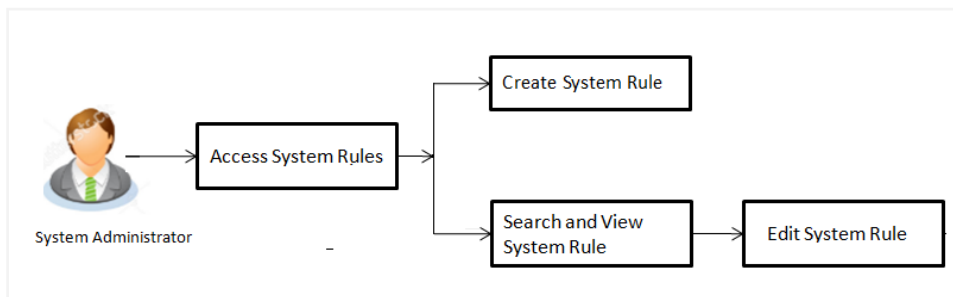 Create System Rule
Access System Rules
System Administrator
Search and View
System Rule
Edit System Rule